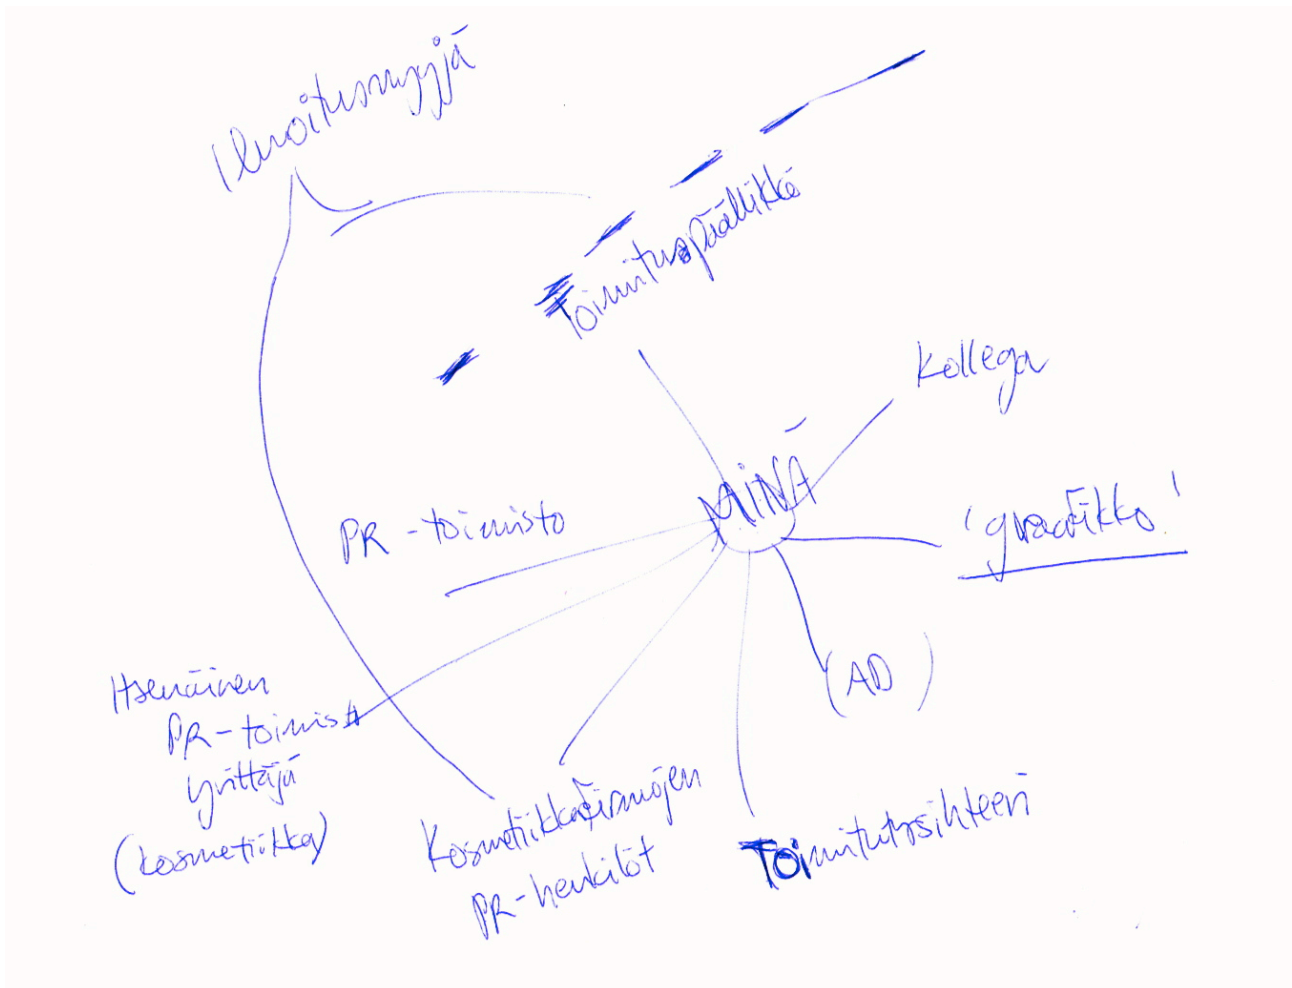 Ilmoitusmyyjä
Toimituspäällikkö
Kollega
MINÄ
PR-toimisto
'graafikko'
(AD)
Itsenäinen
PR-toimisto
yrittäjä
(kosmetiikka)
Kosmetiikkafirmojen
PR-henkilöt
Toimitussihteeri